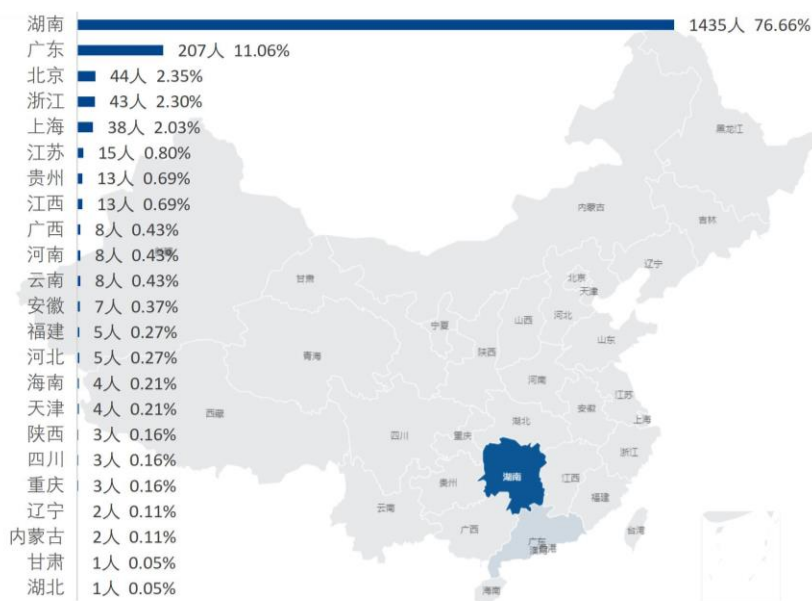 湖南 1435人 76.66%
广东 207人 11.06%
北京 44人 2.35%
浙江 43人 2.30%
上海 38人 2.03%
江苏 15人 0.80%
贵州 13人 0.69%
江西 13人 0.69%
广西 8人 0.43%
河南 8人 0.43%
云南 8人 0.43%
安徽 7人 0.37%
福建 5人 0.27%
河北 5人 0.27%
海南 4人 0.21%
天津 4人 0.21%
陕西 3人 0.16%
四川 3人 0.16%
重庆 3人 0.16%
辽宁 2人 0.11%
内蒙古 2人 0.11%
甘肃 1人 0.05%
湖北 1人 0.05%
黑龙江
内蒙古
吉林
辽宁
北京
天津
甘肃
河北
山西
宁夏
山东
陕西
青海
河南
江苏
西藏
安徽
上海
湖北
四川
重庆
浙江
湖南
江西
贵州
福建
云南
台湾
广西
广东
海南